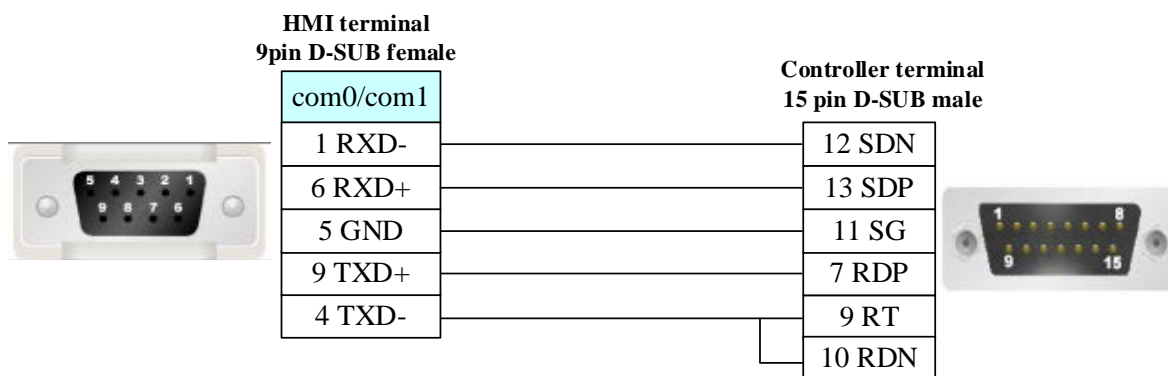 HMI terminal
9pin D-SUB female
com0/com1
1 RXD-
6 RXD+
5 GND
9 TXD+
4 TXD-
Controller terminal
15 pin D-SUB male
12 SDN
13 SDP
11 SG
7 RDP
9 RT
10 RDN
5 4 3 2 1
9 8 7 6
1 8
9 15